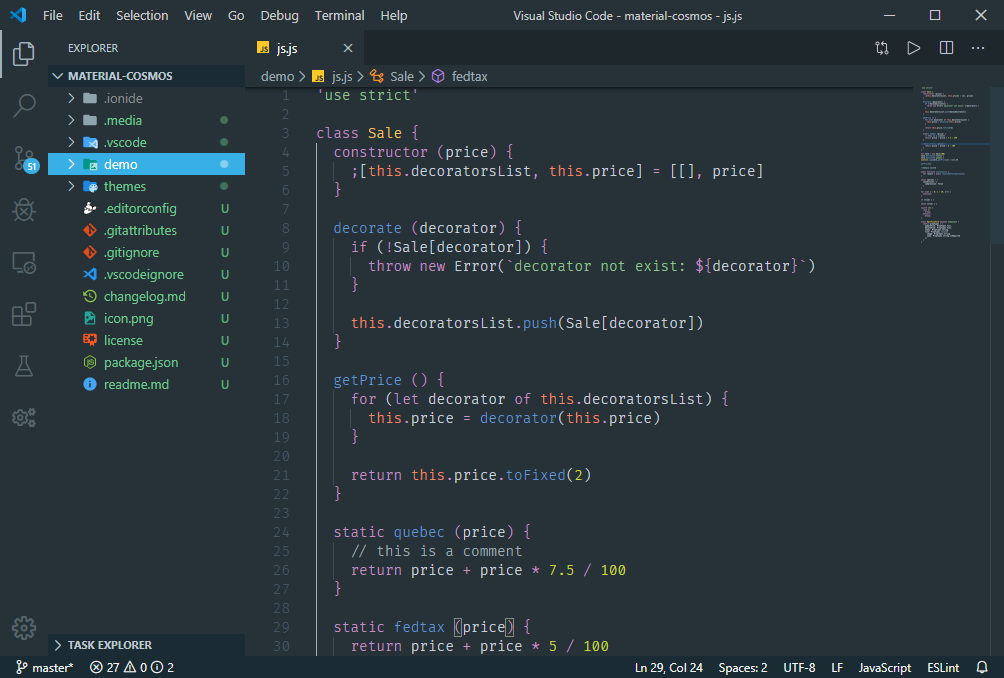 File Edit Selection View Go Debug Terminal Help Visual Studio Code - material-cosmos - js.js
EXPLORER
MATERIAL-COSMOS
.ionide
.media
.vscode
demo
themes
.editorconfig U
.gitattributes U
.gitignore U
.vscodeignore U
changelog.md U
icon.png U
license U
package.json U
readme.md U
TASK EXPLORER
51
JS js.js
demo > JS js.js > Sale > fedtax
1 'use strict'
2
3 class Sale {
4 constructor (price) {
5 ;[this.decoratorsList, this.price] = [[], price]
6 }
7
8 decorate (decorator) {
9 if (!Sale[decorator]) {
10 throw new Error(`decorator not exist: ${decorator}`)
11 }
12
13 this.decoratorsList.push(Sale[decorator])
14 }
15
16 getPrice () {
17 for (let decorator of this.decoratorsList) {
18 this.price = decorator(this.price)
19 }
20
21 return this.price.toFixed(2)
22 }
23
24 static quebec (price) {
25 // this is a comment
26 return price + price * 7.5 / 100
27 }
28
29 static fedtax (price) {
30 return price + price * 5 / 100
master* 27 0 2 Ln 29, Col 24 Spaces: 2 UTF-8 LF JavaScript ESLint